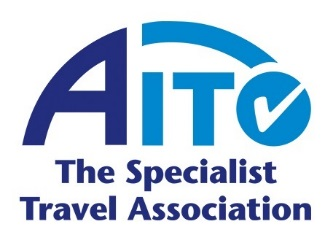 AITO
The Specialist
Travel Association